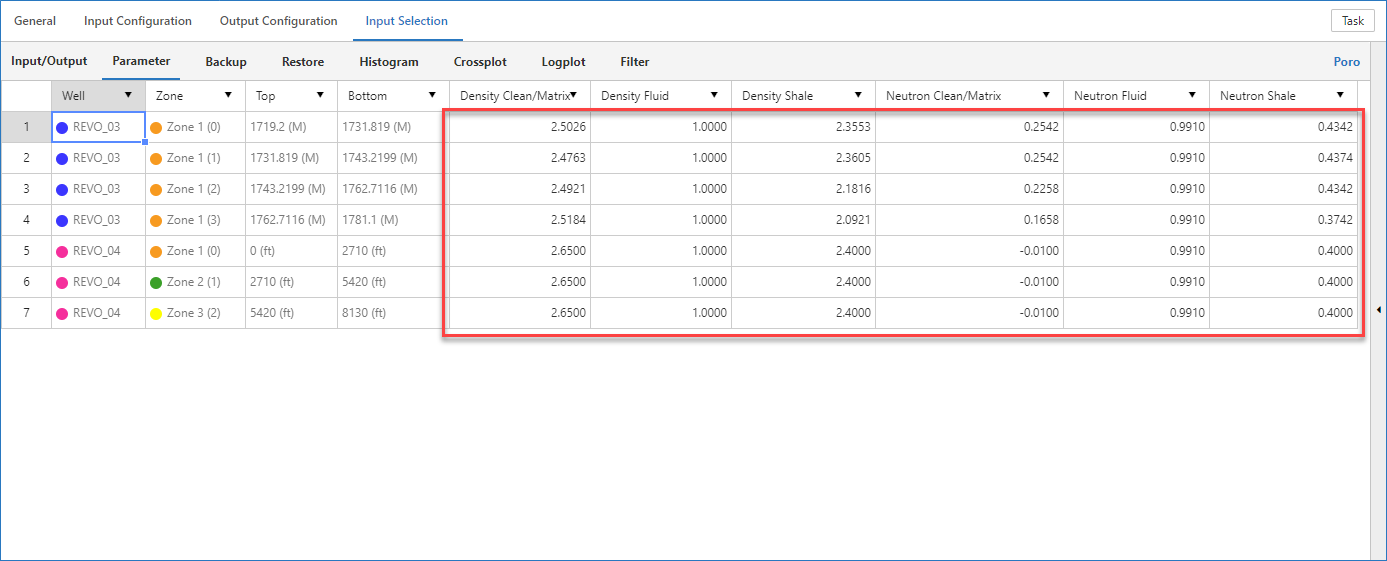 General Input Configuration Output Configuration Input Selection Task
Input/Output Parameter Backup Restore Histogram Crossplot Logplot Filter Poro
Well Zone Top Bottom Density Clean/Matrix Density Fluid Density Shale Neutron Clean/Matrix Neutron Fluid Neutron Shale
1 REVO_03 Zone 1 (0) 1719.2 (M) 1731.819 (M) 2.5026 1.0000 2.3553 0.2542 0.9910 0.4342
2 REVO_03 Zone 1 (1) 1731.819 (M) 1743.2199 (M) 2.4763 1.0000 2.3605 0.2542 0.9910 0.4374
3 REVO_03 Zone 1 (2) 1743.2199 (M) 1762.7116 (M) 2.4921 1.0000 2.1816 0.2258 0.9910 0.4342
4 REVO_03 Zone 1 (3) 1762.7116 (M) 1781.1 (M) 2.5184 1.0000 2.0921 0.1658 0.9910 0.3742
5 REVO_04 Zone 1 (0) 0 (ft) 2710 (ft) 2.6500 1.0000 2.4000 -0.0100 0.9910 0.4000
6 REVO_04 Zone 2 (1) 2710 (ft) 5420 (ft) 2.6500 1.0000 2.4000 -0.0100 0.9910 0.4000
7 REVO_04 Zone 3 (2) 5420 (ft) 8130 (ft) 2.6500 1.0000 2.4000 -0.0100 0.9910 0.4000